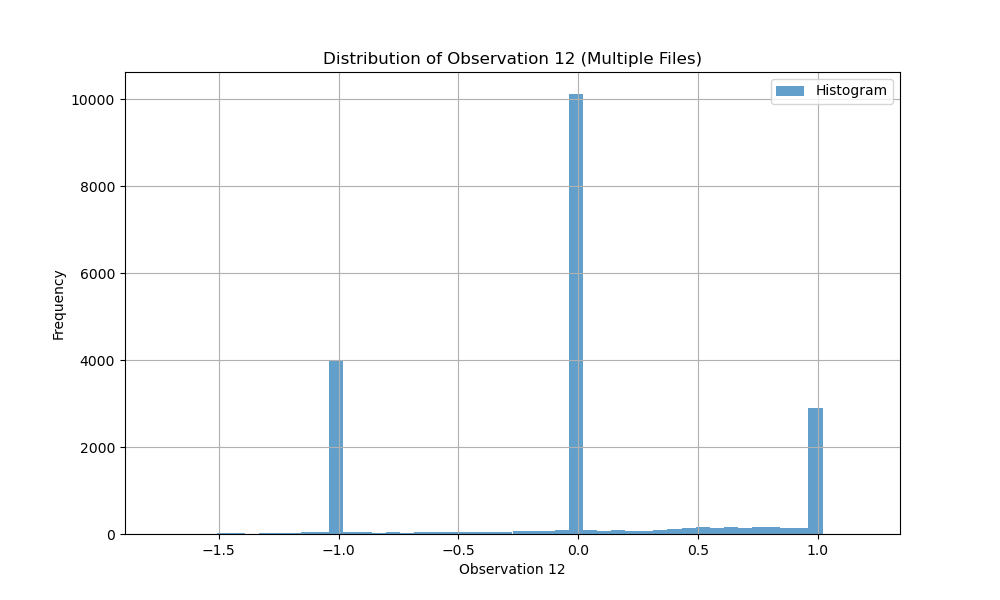 Distribution of Observation 12 (Multiple Files)
Histogram
10000
8000
6000
4000
2000
0
Frequency
−1.5 −1.0 −0.5 0.0 0.5 1.0
Observation 12